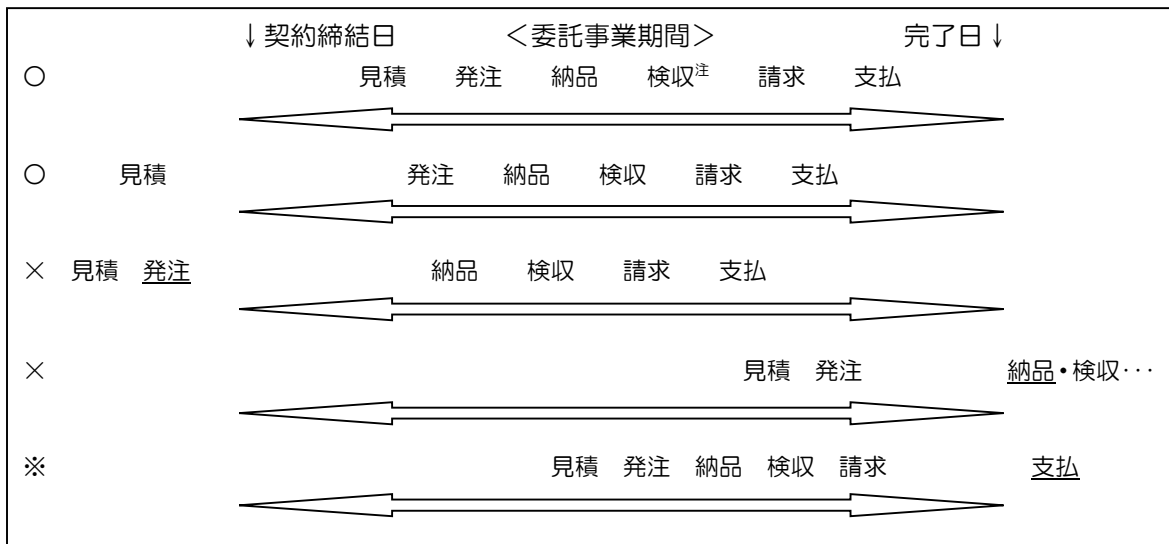 ↓契約締結日 <委託事業期間> 完了日↓
○ 見積 発注 納品 検収注 請求 支払
○ 見積 発注 納品 検収 請求 支払
× 見積 発注 納品 検収 請求 支払
× 見積 発注 納品・検収･･･
※ 見積 発注 納品 検収 請求 支払